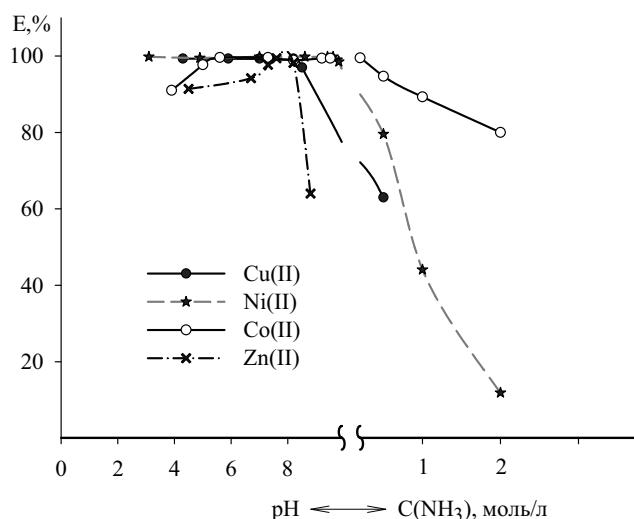 E,%
100
80
60
40
20
Cu(II)
Ni(II)
Co(II)
Zn(II)
0 2 4 6 8 1 2
pH ⟵⟶ C(NH3), моль/л